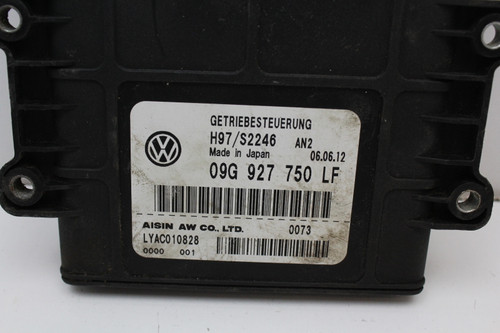 GETRIEBESTEUERUNG
H97/S2246 AN2
Made in Japan 06.06.12
09G 927 750 LF
AISIN AW CO., LTD. 0073
LYAC010828
0000 001